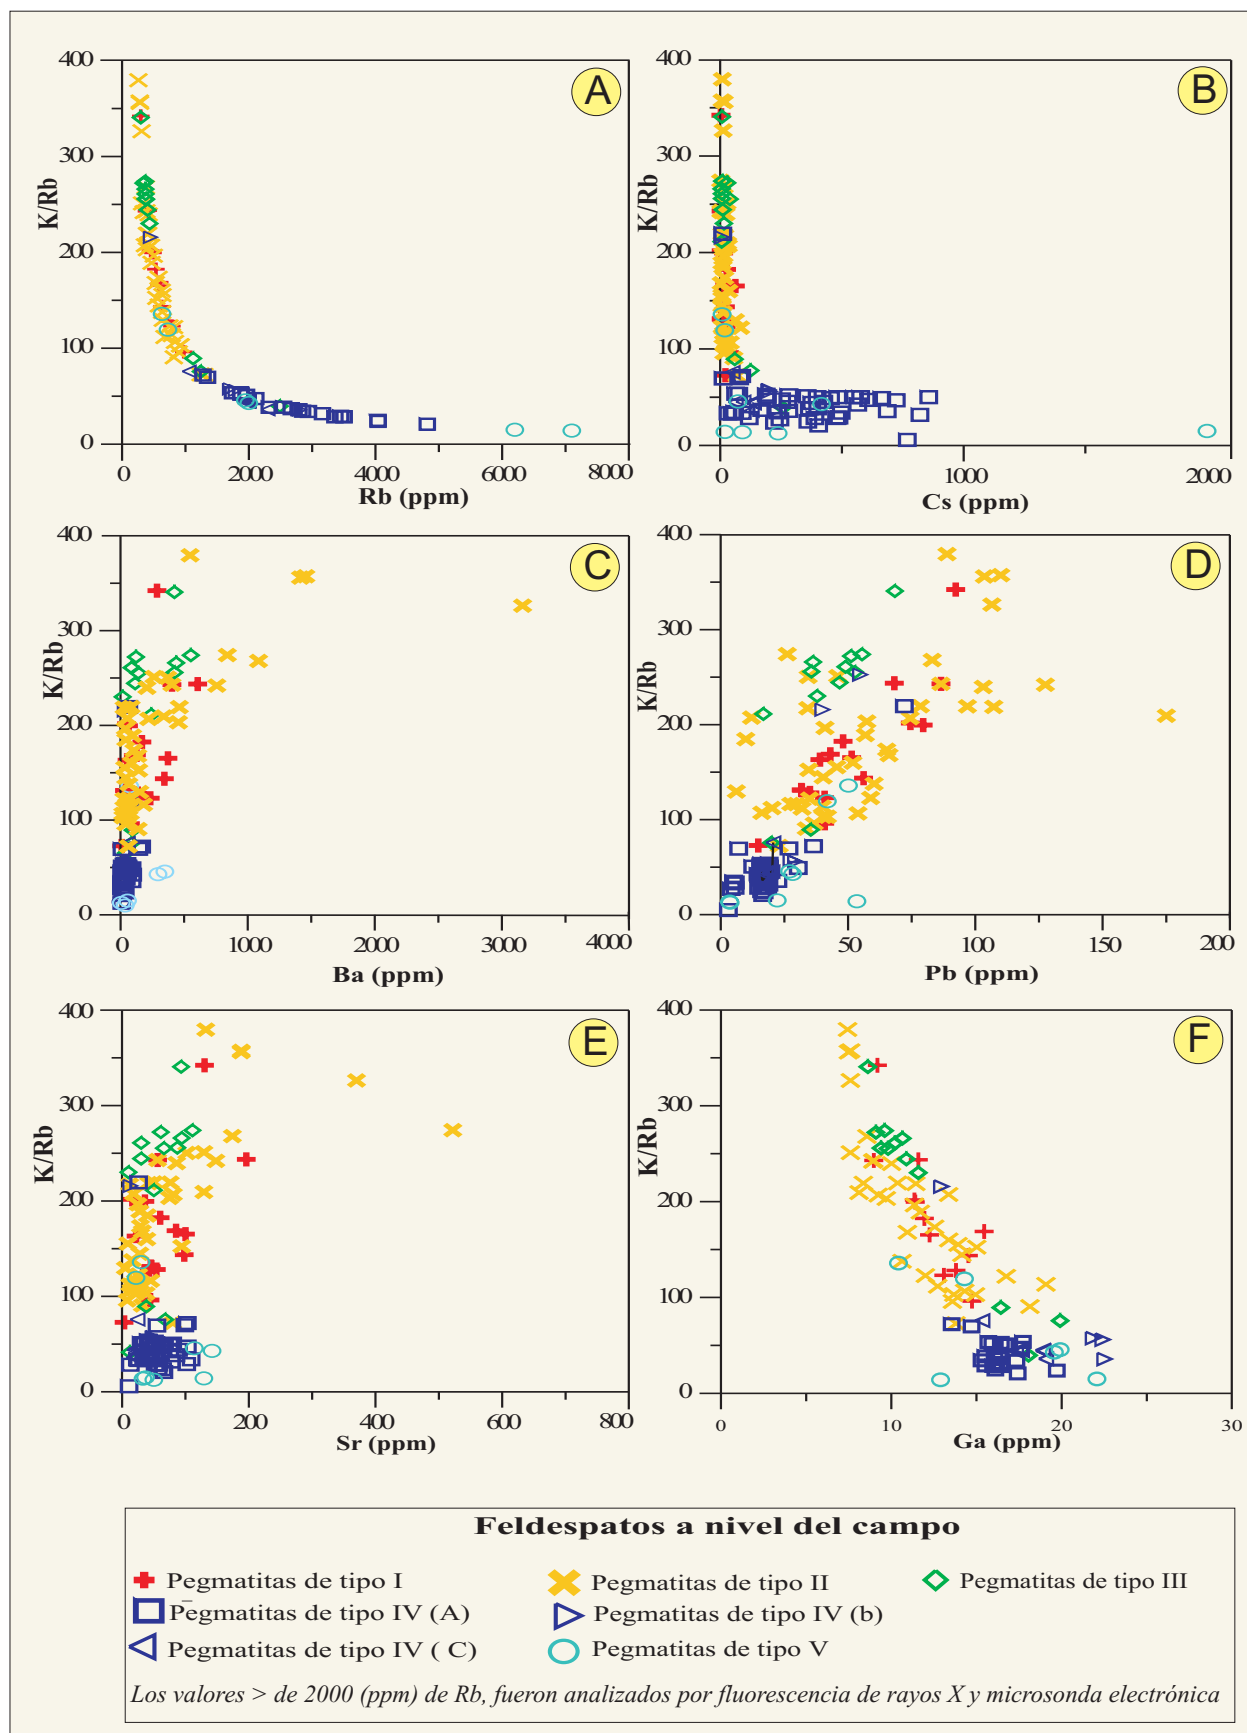 400
300
200
100
0
K/Rb
A
0
2000
4000
6000
8000
Rb (ppm)
400
300
200
100
0
K/Rb
B
0
1000
2000
Cs (ppm)
400
300
200
100
0
K/Rb
C
0
1000
2000
3000
4000
Ba (ppm)
400
300
200
100
0
K/Rb
D
0
50
100
150
200
Pb (ppm)
400
300
200
100
0
K/Rb
E
0
200
400
600
800
Sr (ppm)
400
300
200
100
0
K/Rb
F
0
10
20
30
Ga (ppm)
Feldespatos a nivel del campo
Pegmatitas de tipo I
Pegmatitas de tipo II
Pegmatitas de tipo III
Pegmatitas de tipo IV (A)
Pegmatitas de tipo IV (b)
Pegmatitas de tipo IV ( C)
Pegmatitas de tipo V
Los valores > de 2000 (ppm) de Rb, fueron analizados por fluorescencia de rayos X y microsonda electrónica